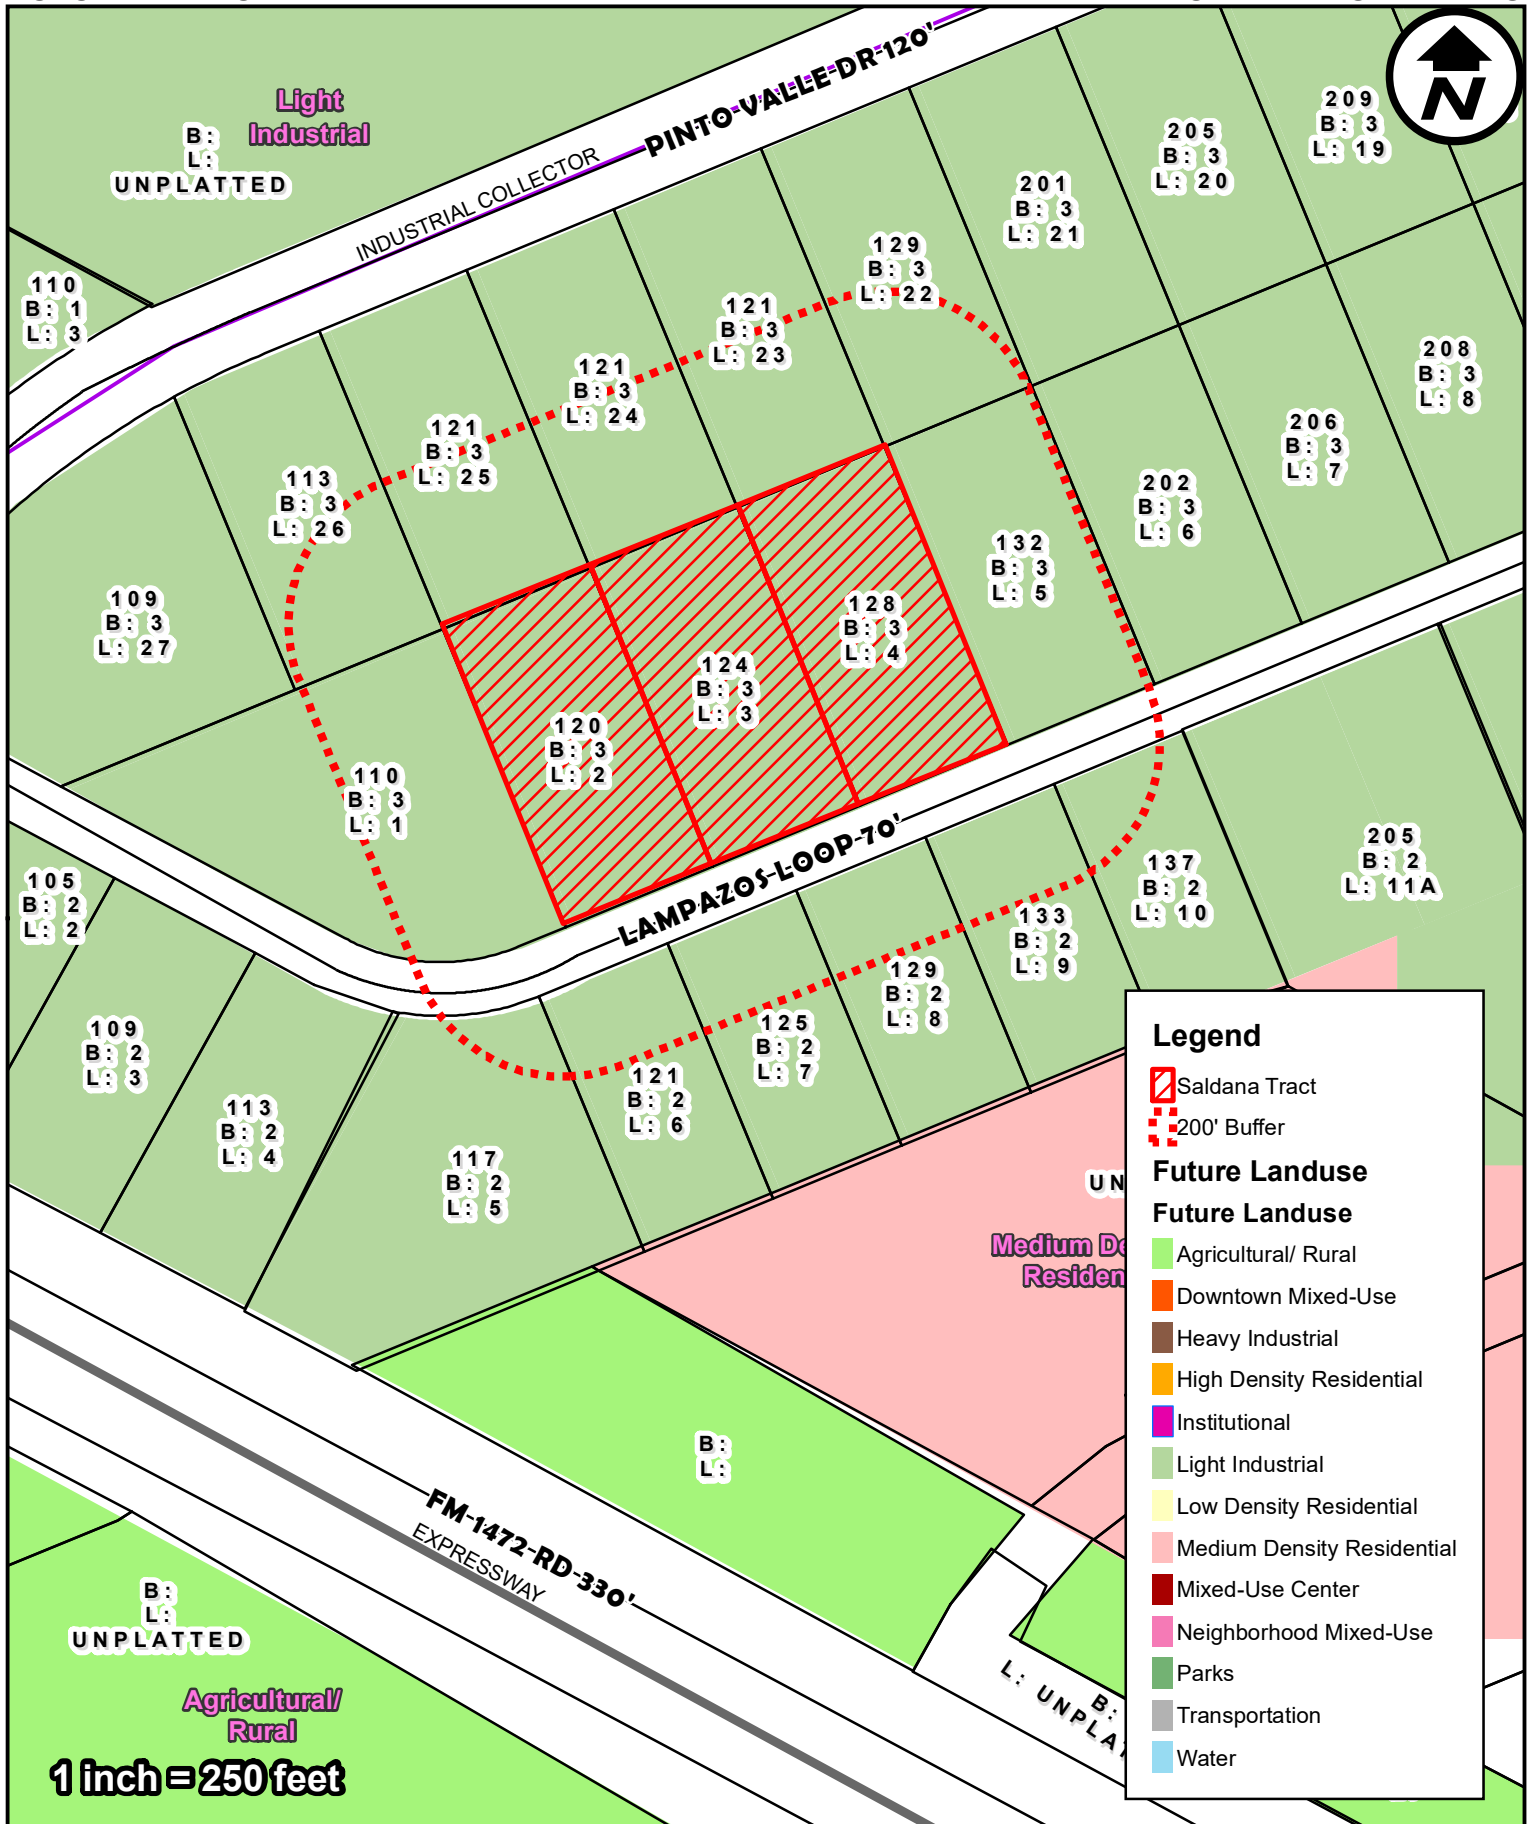 N
PINTO VALLE DR 120'
INDUSTRIAL COLLECTOR
Light
Industrial
B:
L:
UNPLATTED
209
B: 3
L: 19
205
B: 3
L: 20
201
B: 3
L: 21
129
B: 3
L: 22
121
B: 3
L: 23
121
B: 3
L: 24
121
B: 3
L: 25
113
B: 3
L: 26
109
B: 3
L: 27
110
B: 1
L: 3
208
B: 3
L: 8
206
B: 3
L: 7
202
B: 3
L: 6
132
B: 3
L: 5
128
B: 3
L: 4
124
B: 3
L: 3
120
B: 3
L: 2
110
B: 3
L: 1
LAMPAZOS LOOP 70'
105
B: 2
L: 2
109
B: 2
L: 3
113
B: 2
L: 4
117
B: 2
L: 5
121
B: 2
L: 6
125
B: 2
L: 7
129
B: 2
L: 8
133
B: 2
L: 9
137
B: 2
L: 10
205
B: 2
L: 11A
UN
Medium De
Residen
B:
L:
FM 1472 RD 330'
EXPRESSWAY
B:
L:
UNPLATTED
Agricultural/
Rural
B:
L: UNPLAT
1 inch = 250 feet
Legend
Saldana Tract
200' Buffer
Future Landuse
Future Landuse
Agricultural/ Rural
Downtown Mixed-Use
Heavy Industrial
High Density Residential
Institutional
Light Industrial
Low Density Residential
Medium Density Residential
Mixed-Use Center
Neighborhood Mixed-Use
Parks
Transportation
Water